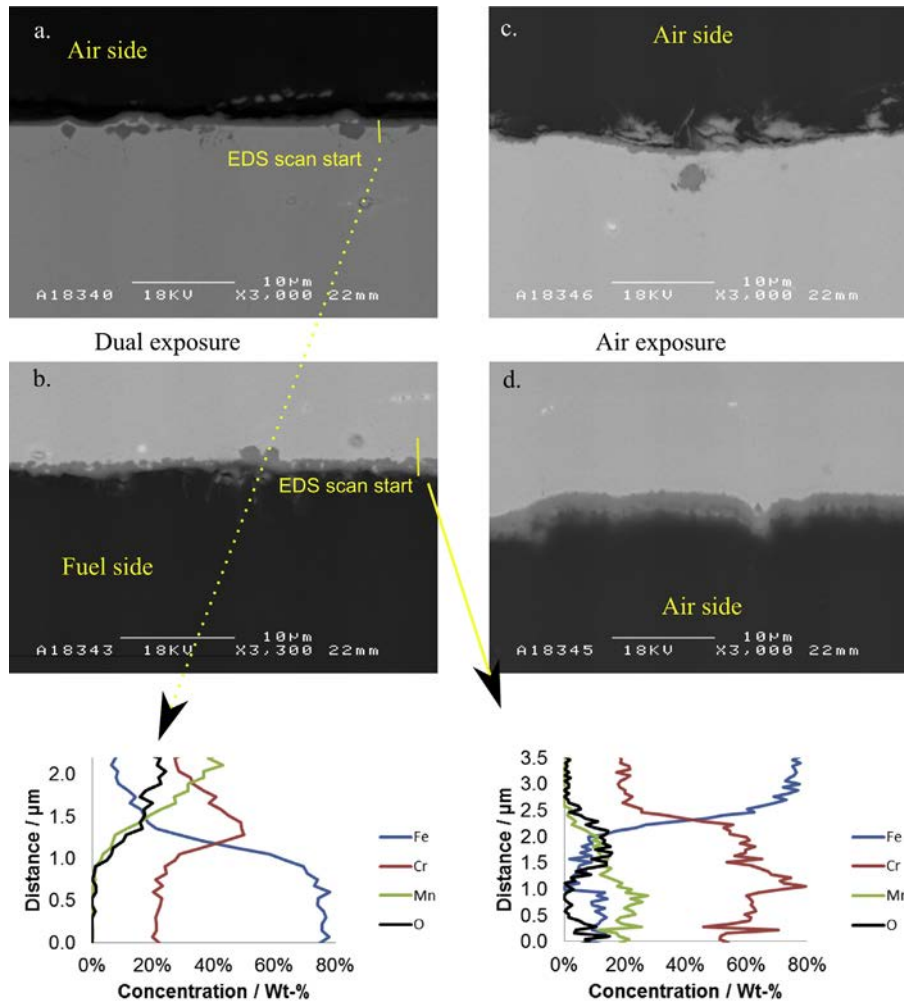 a.
Air side
EDS scan start
10μm
A18340 18KV X3,000 22mm
c.
Air side
10μm
A18346 18KV X3,000 22mm
Dual exposure
Air exposure
b.
EDS scan start
Fuel side
10μm
A18343 18KV X3,300 22mm
d.
Air side
10μm
A18345 18KV X3,000 22mm
Distance / μm
2.0
1.5
1.0
0.5
0.0
0% 20% 40% 60% 80%
Concentration / Wt-%
Fe
Cr
Mn
O
Distance / μm
3.5
3.0
2.5
2.0
1.5
1.0
0.5
0.0
0% 20% 40% 60% 80%
Concentration / Wt-%
Fe
Cr
Mn
O